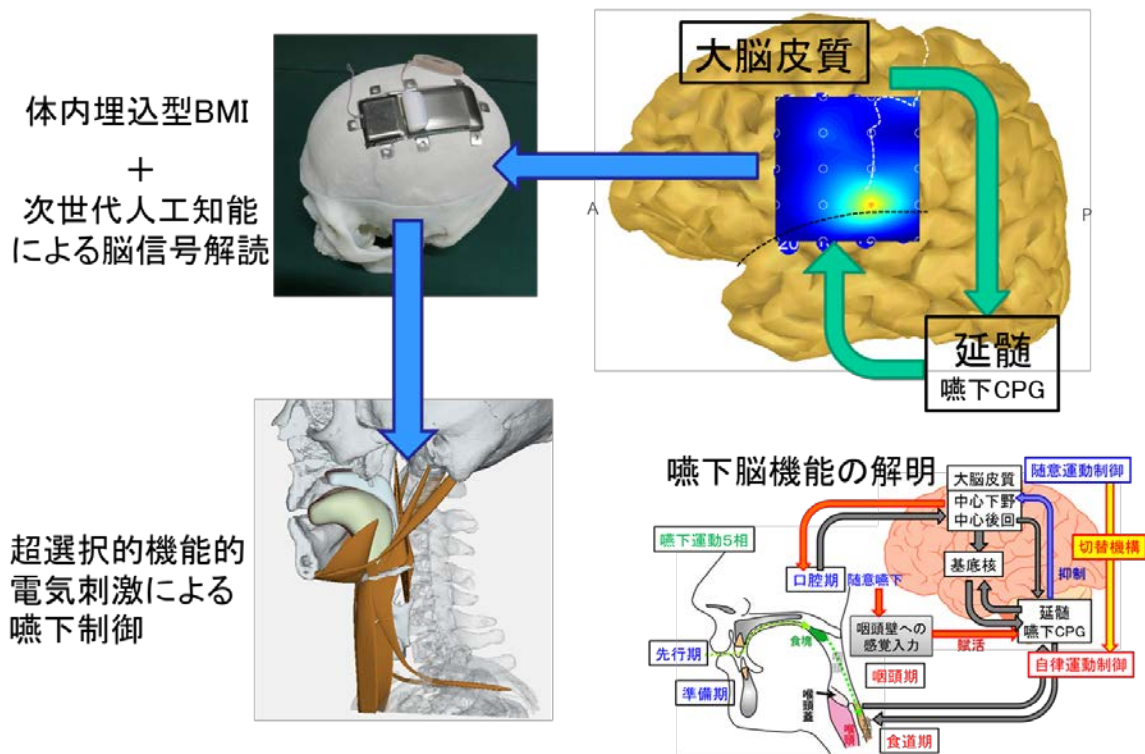 体内埋込型BMI
＋
次世代人工知能
による脳信号解読
大脳皮質
A
P
20
延髄
嚥下CPG
超選択的機能的
電気刺激による
嚥下制御
嚥下脳機能の解明
大脳皮質
中心下野
中心後回
随意運動制御
嚥下運動5相
切替機構
口腔期
随意嚥下
基底核
抑制
延髄
嚥下CPG
咽頭壁への
感覚入力
賦活
食塊
先行期
咽頭期
自律運動制御
準備期
喉頭蓋
喉頭
食道期